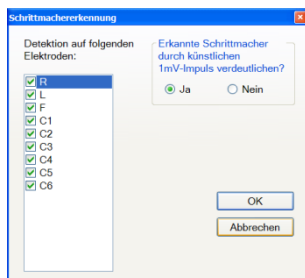 Schrittmachererkennung
Detektion auf folgenden
Elektroden:
R
L
F
C1
C2
C3
C4
C5
C6
Erkannte Schrittmacher
durch künstlichen
1mV-Impuls verdeutlichen?
Ja
Nein
OK
Abbrechen